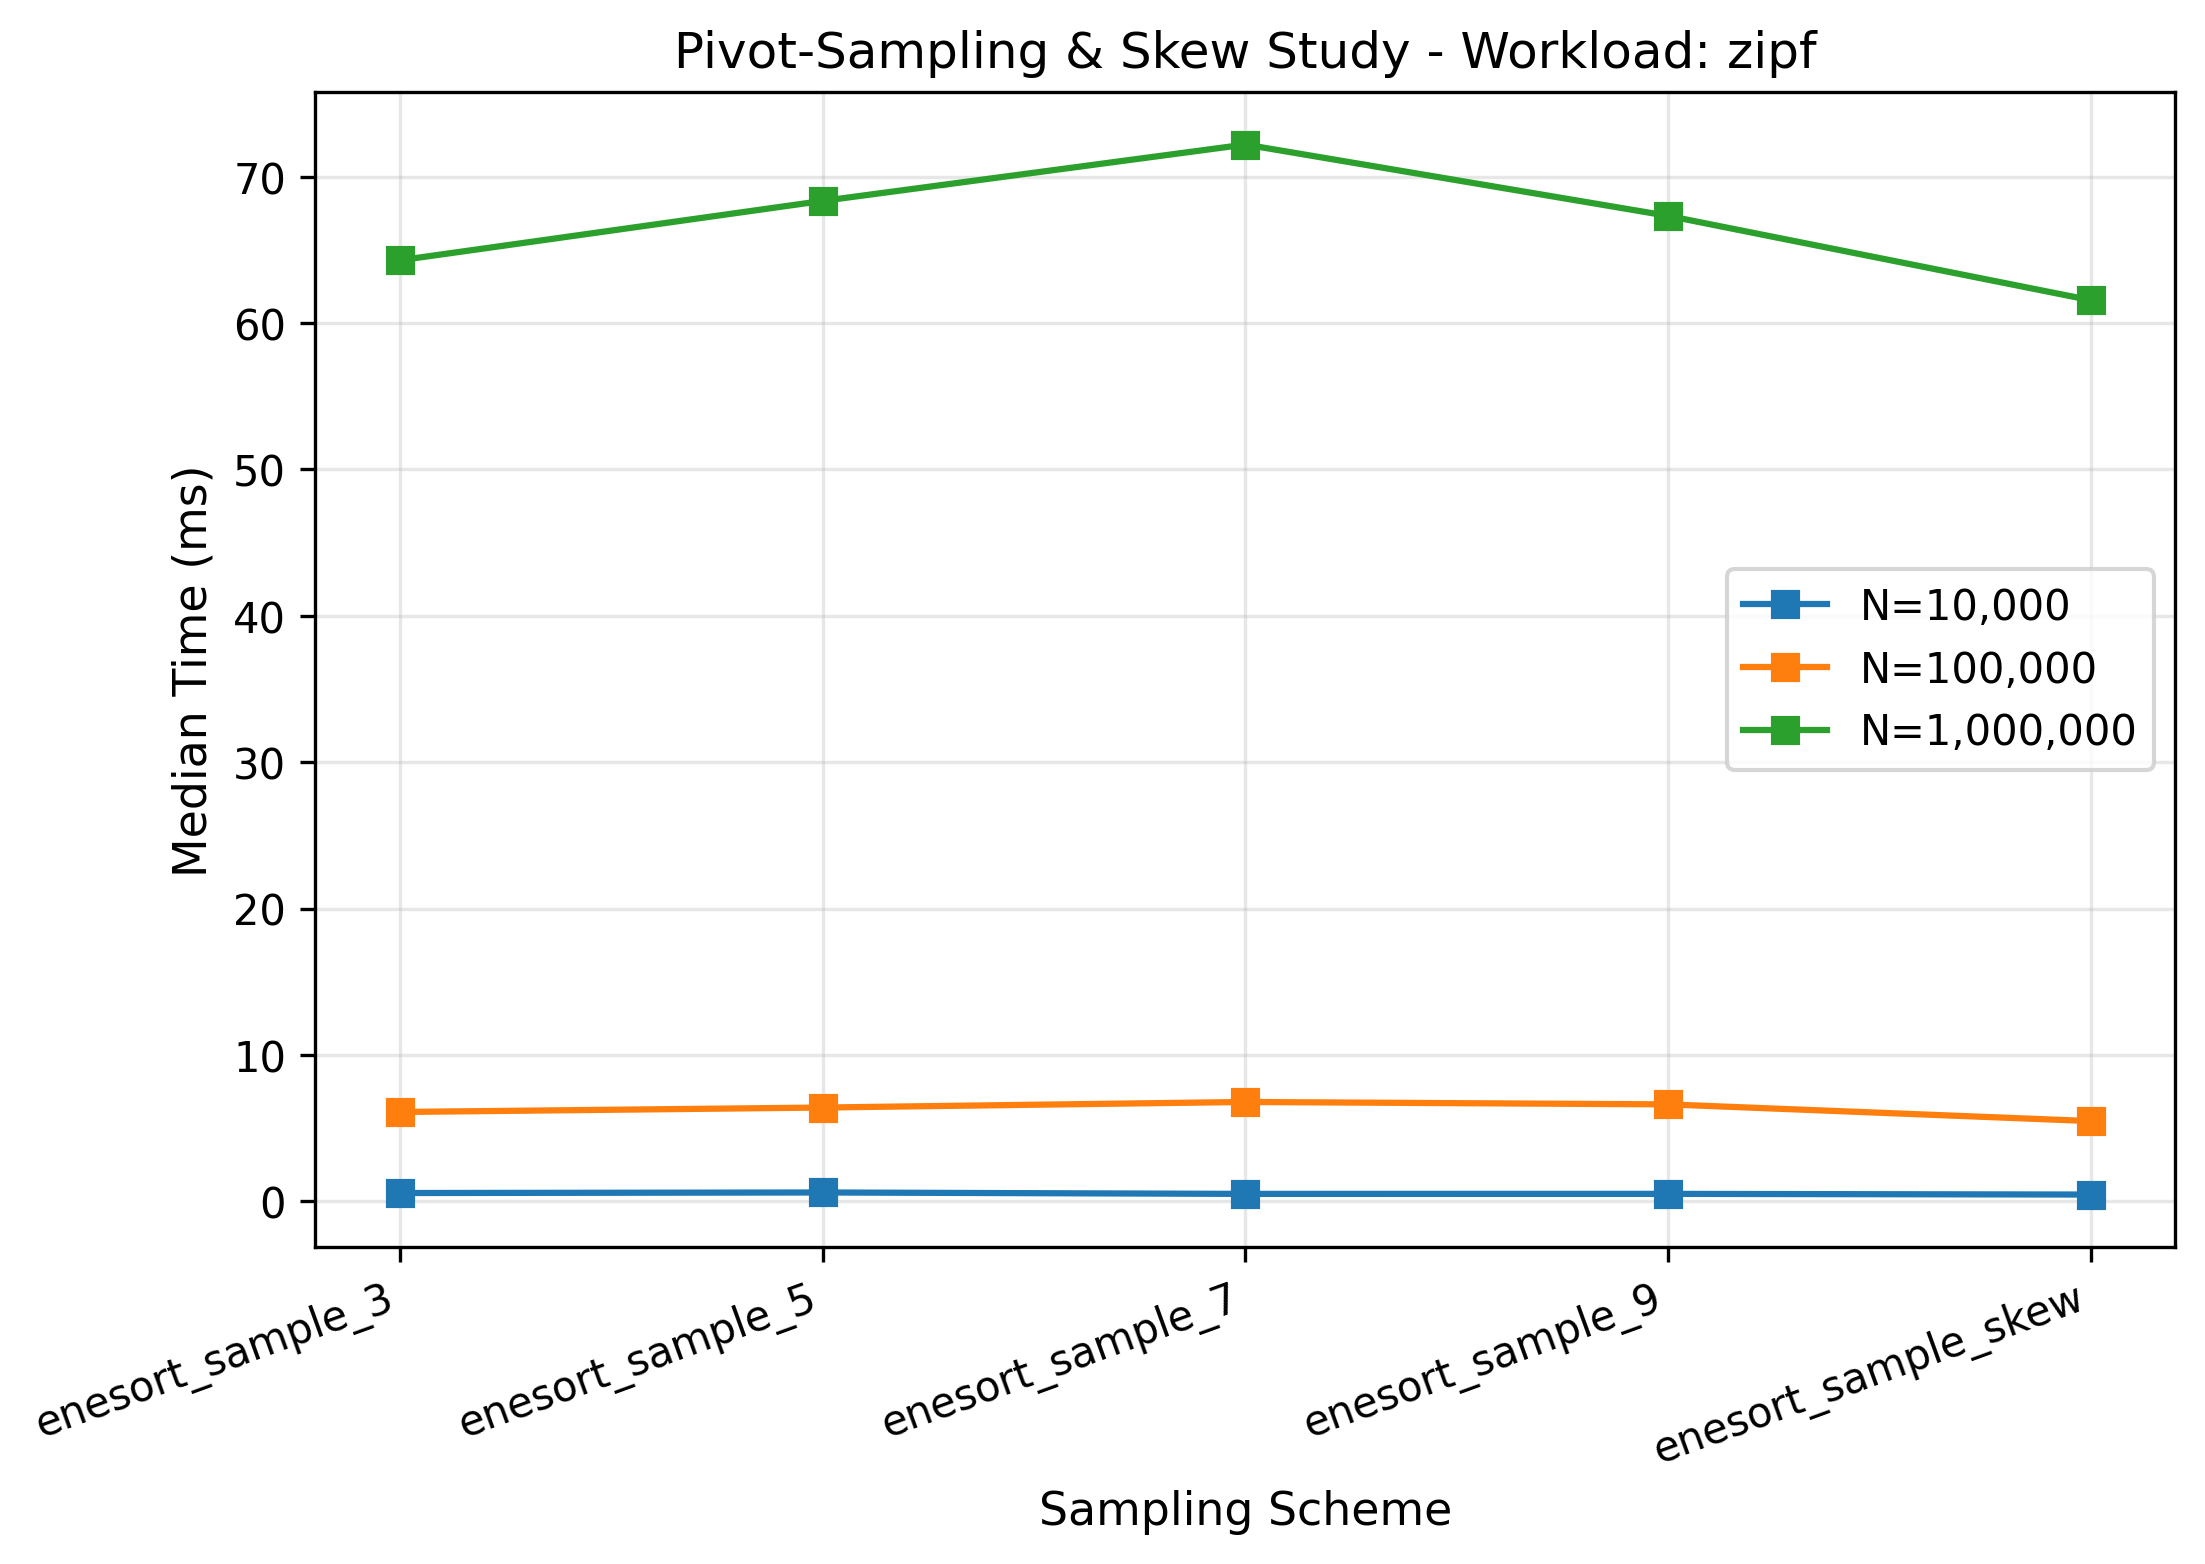 Pivot-Sampling & Skew Study - Workload: zipf
Median Time (ms)
70
60
50
40
30
20
10
0
N=10,000
N=100,000
N=1,000,000
enesort_sample_3
enesort_sample_5
enesort_sample_7
enesort_sample_9
enesort_sample_skew
Sampling Scheme